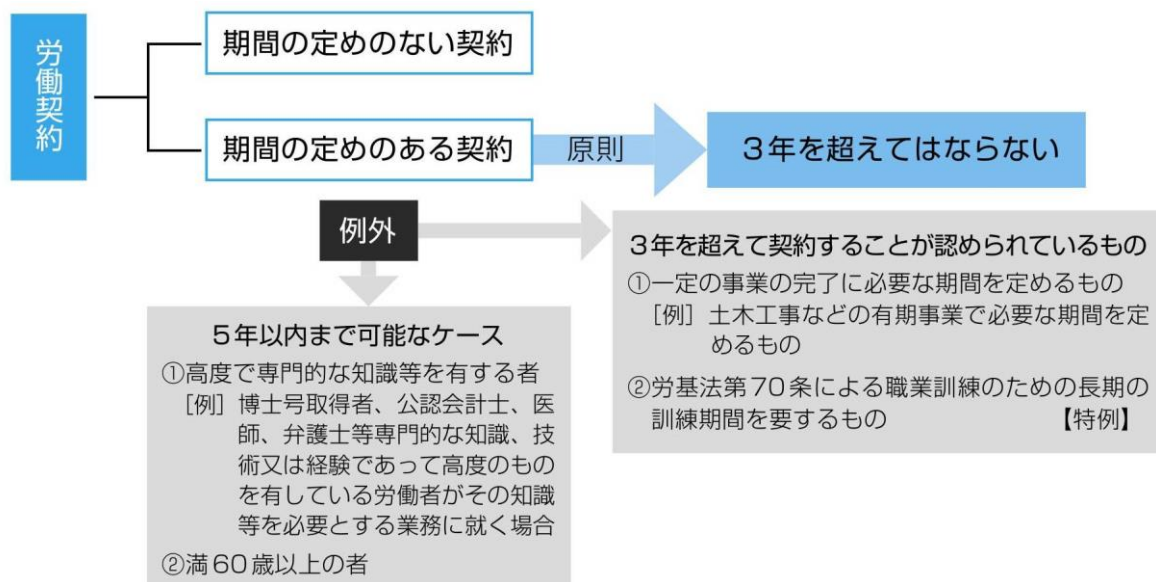 労働契約
期間の定めのない契約
期間の定めのある契約
原則
3年を超えてはならない
例外
3年を超えて契約することが認められているもの
①一定の事業の完了に必要な期間を定めるもの
［例］土木工事などの有期事業で必要な期間を定
めるもの
②労基法第70条による職業訓練のための長期の
訓練期間を要するもの　【特例】
5年以内まで可能なケース
①高度で専門的な知識等を有する者
［例］博士号取得者、公認会計士、医
師、弁護士等専門的な知識、技
術又は経験であって高度のもの
を有している労働者がその知識
等を必要とする業務に就く場合
②満60歳以上の者